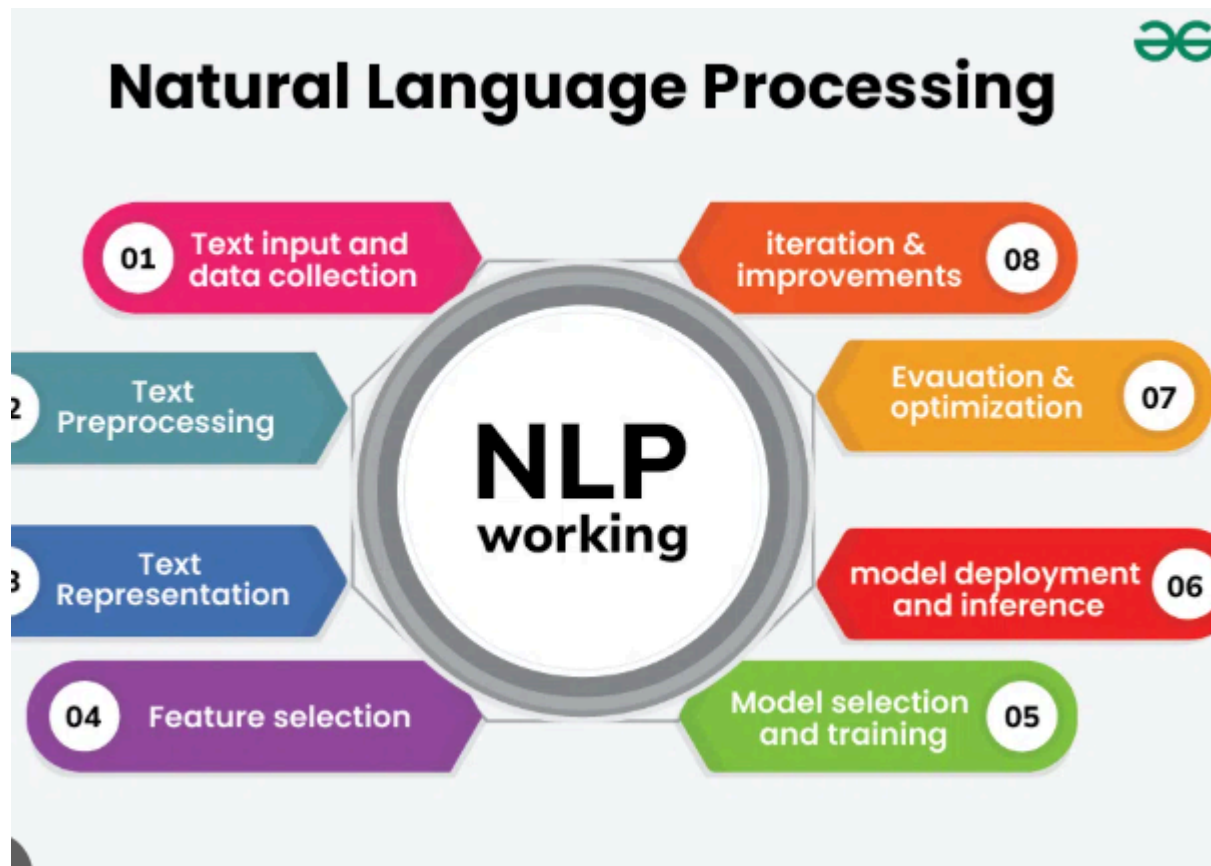 Natural Language Processing
01
Text input and
data collection
2
Text
Preprocessing
3
Text
Representation
04
Feature selection
NLP
working
iteration &
improvements
08
Evauation &
optimization
07
model deployment
and inference
06
Model selection
and training
05